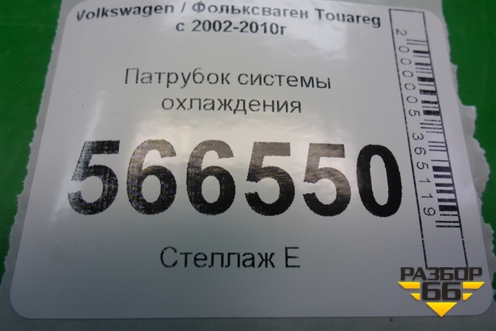 Volkswagen / Фольксваген Touareg
с 2002-2010г
Патрубок системы
охлаждения
566550
Стеллаж Е
2000005365119
РАЗБОР
66